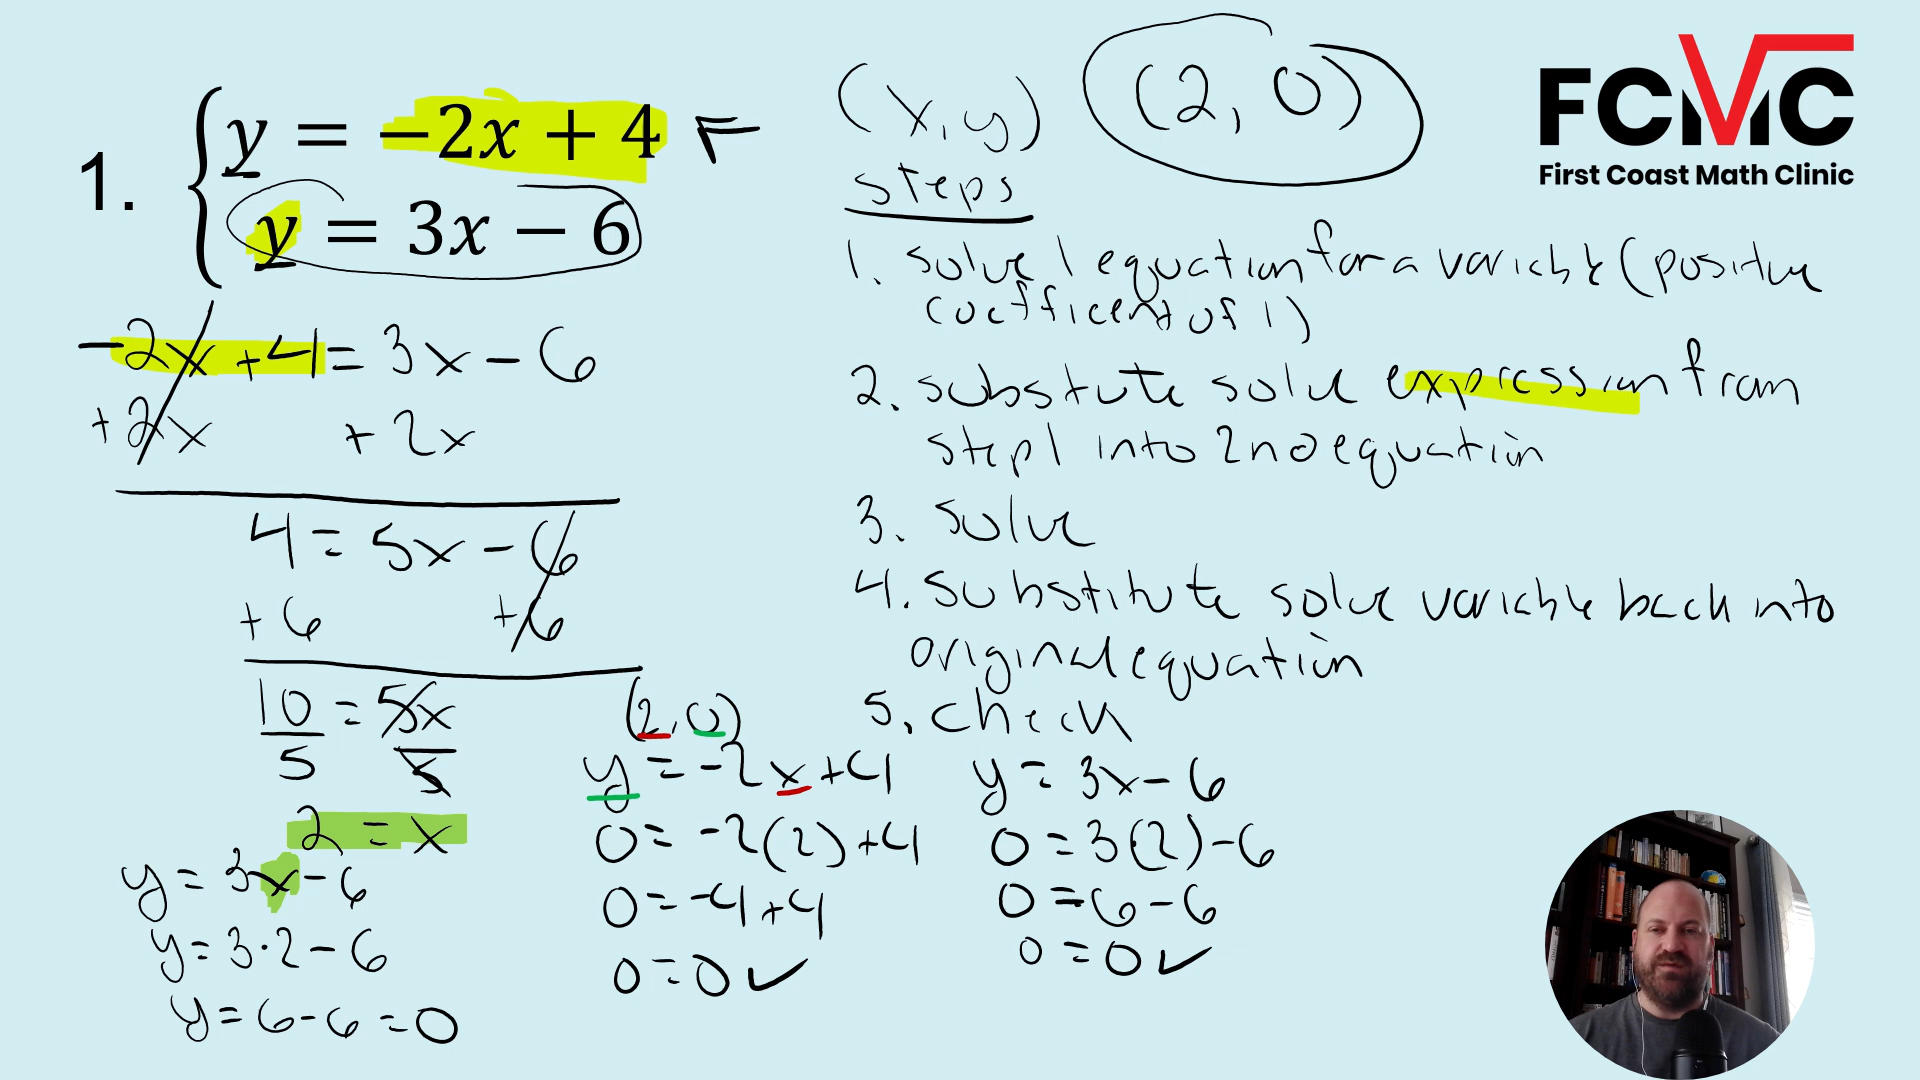 1. y = −2x + 4
y = 3x − 6
-2x + 4 = 3x - 6
+ 2x + 2x
4 = 5x - 6
+ 6 + 6
10 = 5x
5 5
2 = x
y = 3x - 6
y = 3·2 - 6
y = 6 - 6 = 0
(x, y) (2, 0)
steps
1. solve 1 equation for a variable (positive
coefficient of 1)
2. substute solve expression from
step 1 into 2nd equation
3. solve
4. substitute solve variable back into
original equation
5. check
(2, 0)
y = -2x + 4
0 = -2(2) + 4
0 = -4 + 4
0 = 0 ✓
y = 3x - 6
0 = 3(2) - 6
0 = 6 - 6
0 = 0 ✓
FCMC
First Coast Math Clinic